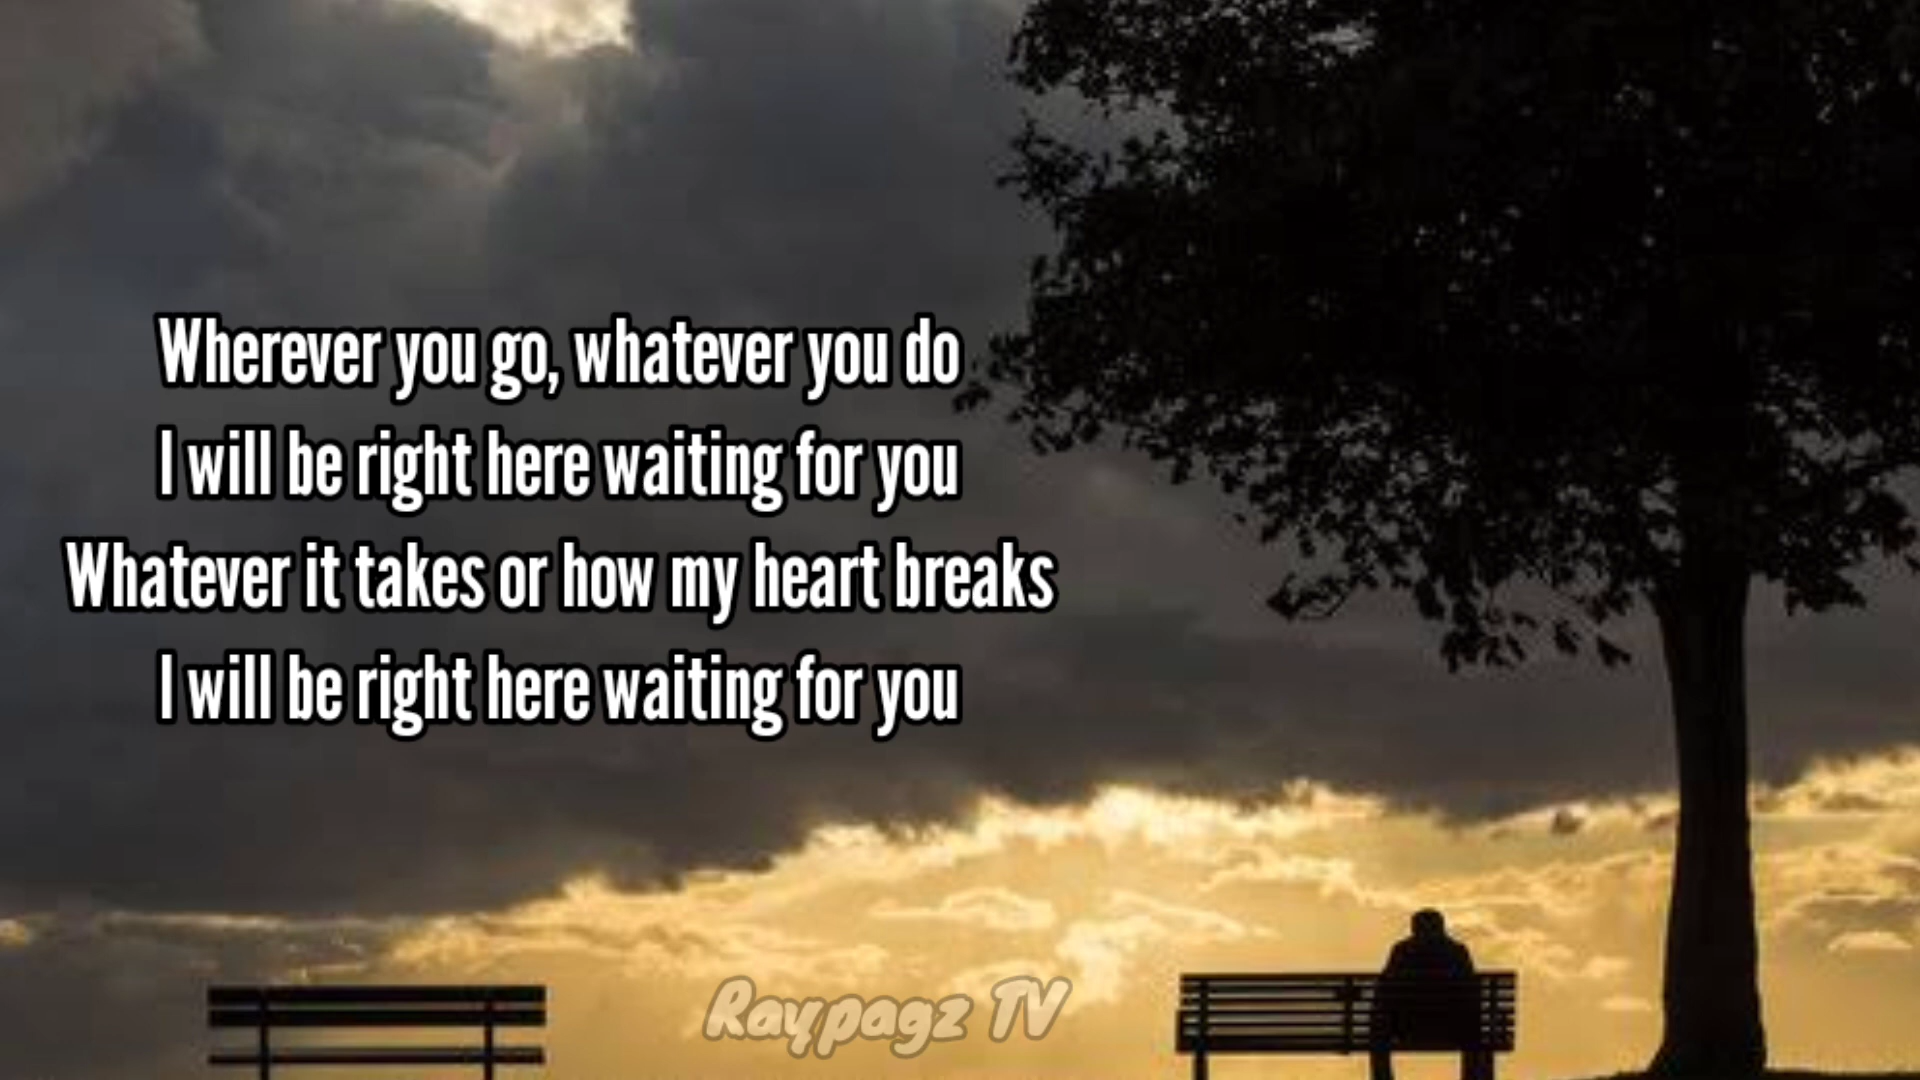 Wherever you go, whatever you do
I will be right here waiting for you
Whatever it takes or how my heart breaks
I will be right here waiting for you
Raypagz TV